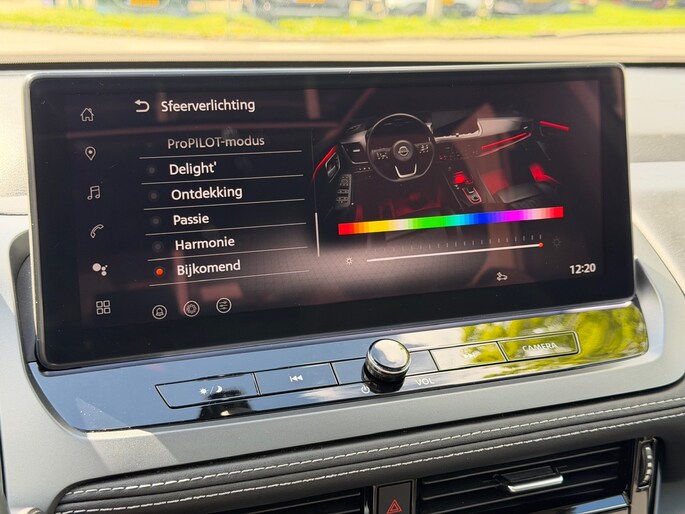 Sfeerverlichting
ProPILOT-modus
Delight'
Ontdekking
Passie
Harmonie
Bijkomend
12:20
VOL
CAMERA